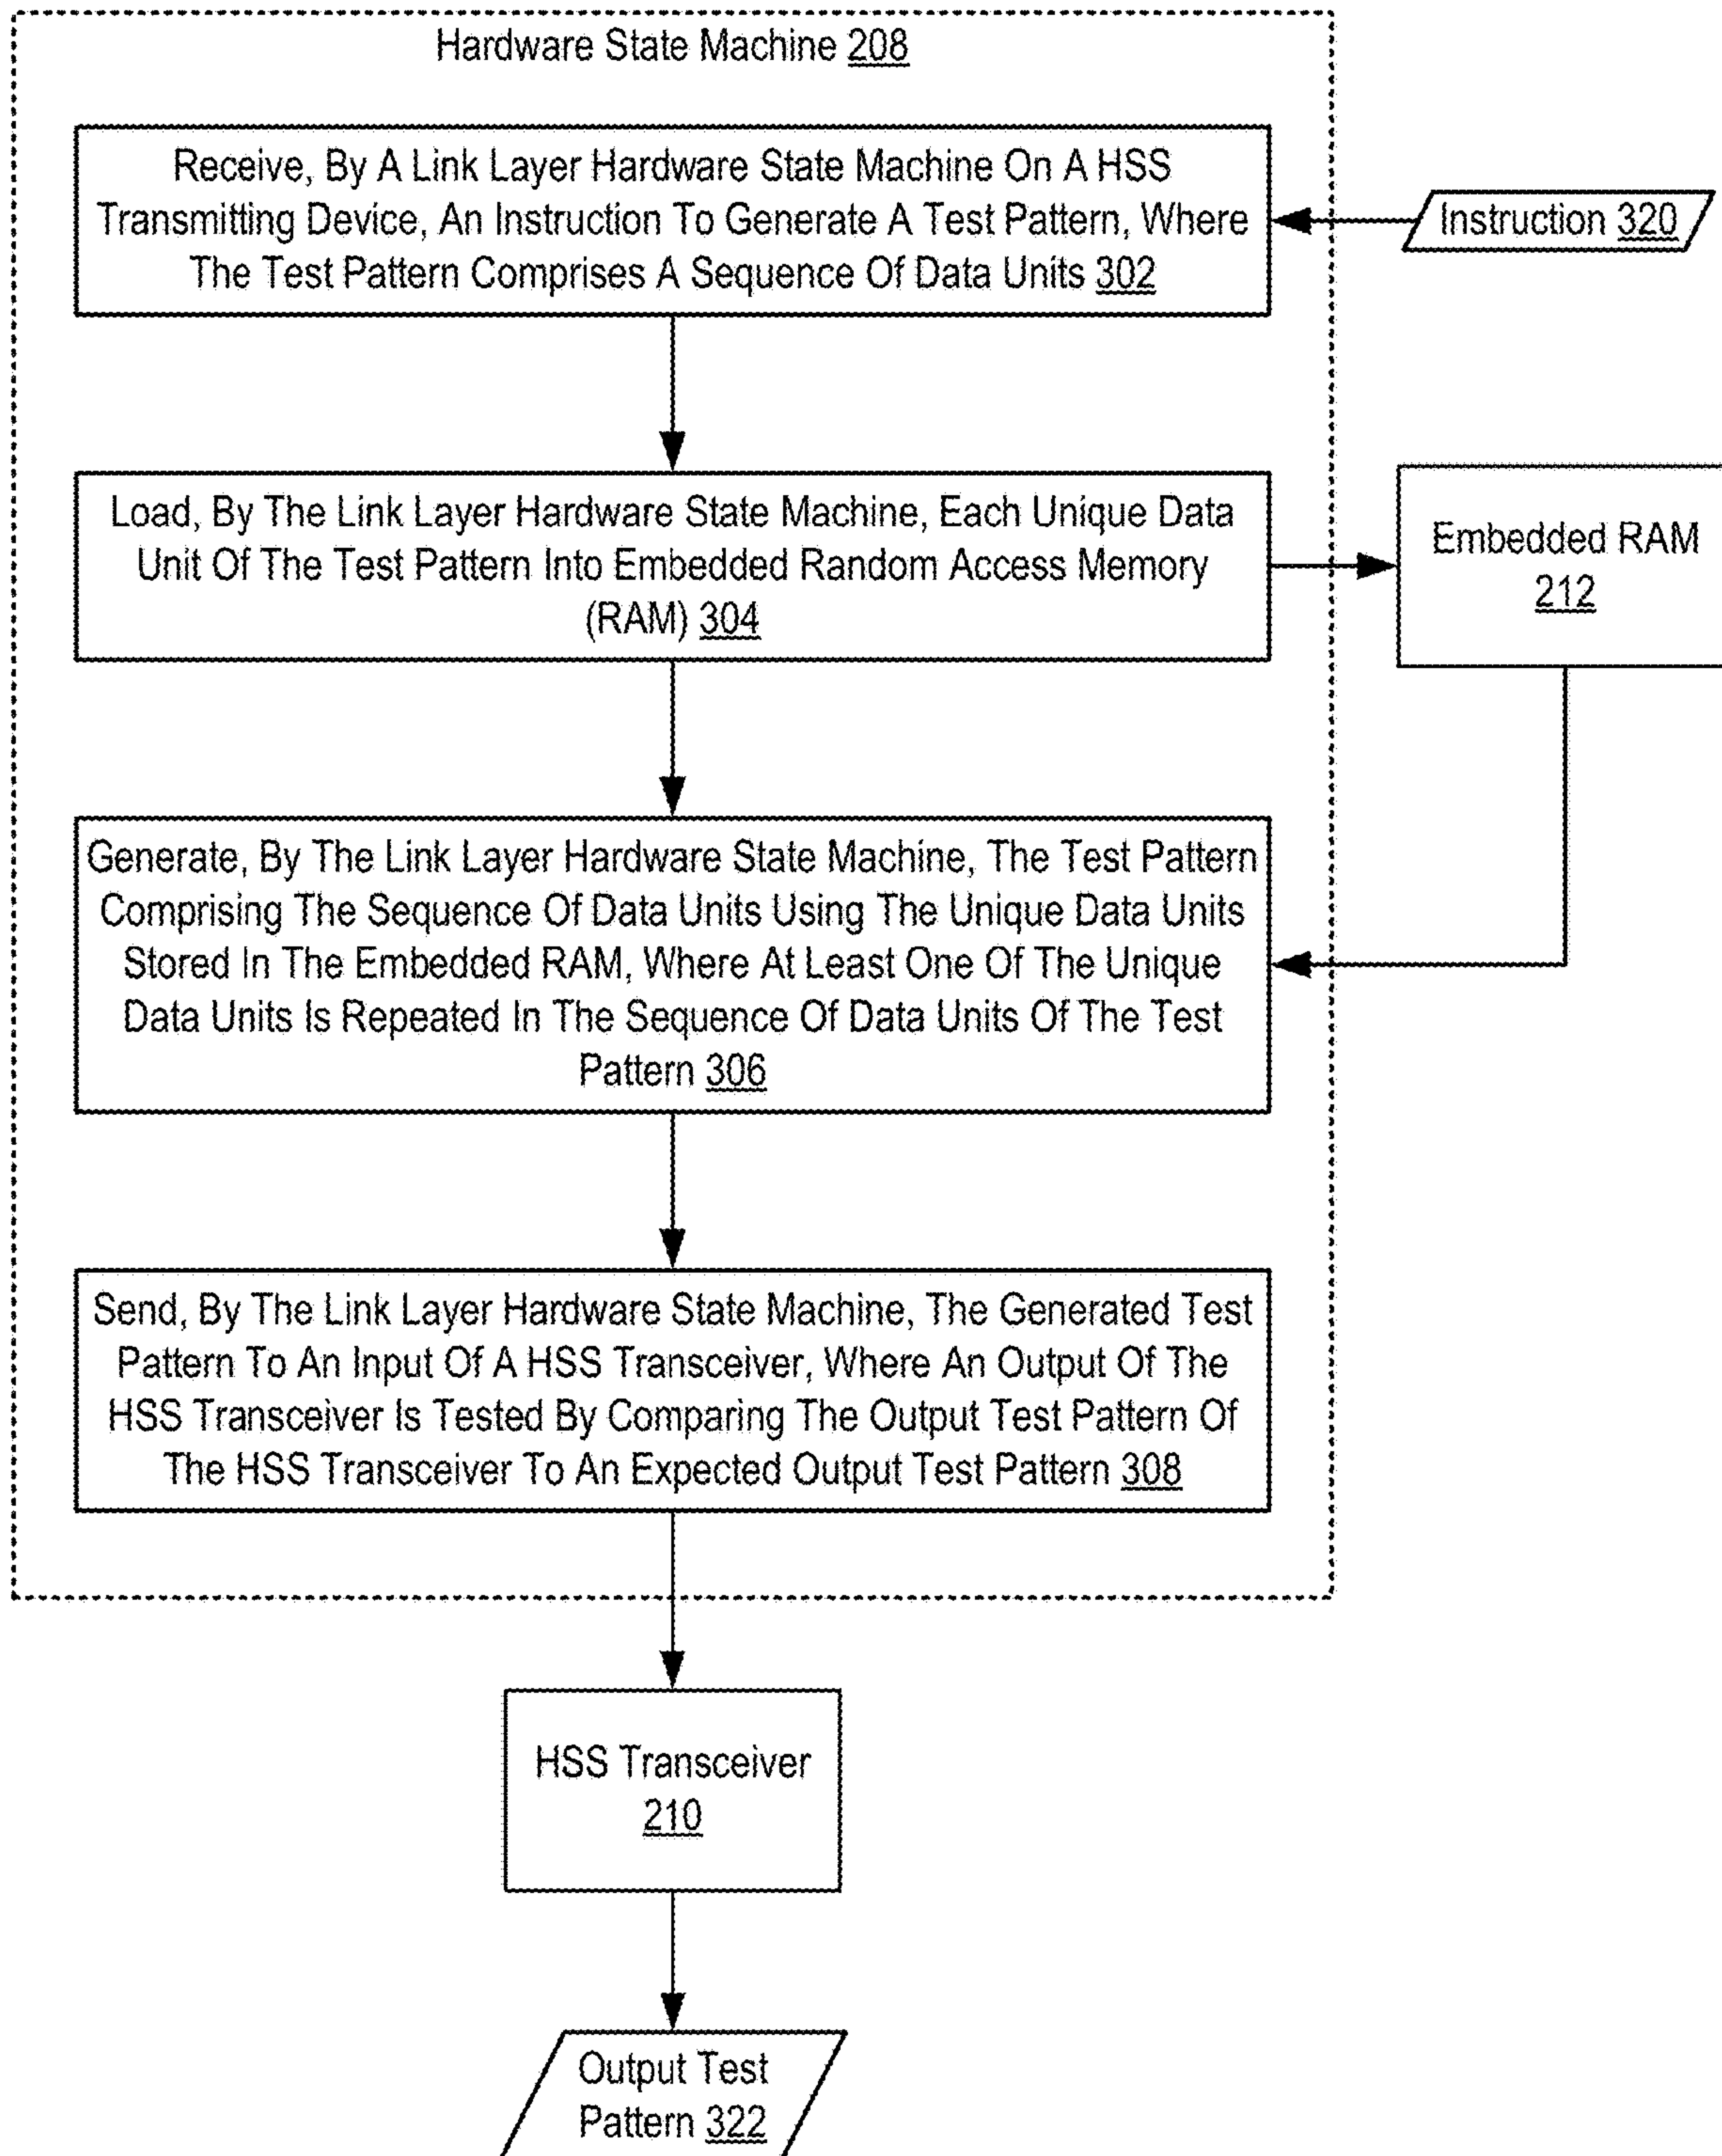 Hardware State Machine 208
Receive, By A Link Layer Hardware State Machine On A HSS
Transmitting Device, An Instruction To Generate A Test Pattern, Where
The Test Pattern Comprises A Sequence Of Data Units 302
Instruction 320
Load, By The Link Layer Hardware State Machine, Each Unique Data
Unit Of The Test Pattern Into Embedded Random Access Memory
(RAM) 304
Embedded RAM
212
Generate, By The Link Layer Hardware State Machine, The Test Pattern
Comprising The Sequence Of Data Units Using The Unique Data Units
Stored In The Embedded RAM, Where At Least One Of The Unique
Data Units Is Repeated In The Sequence Of Data Units Of The Test
Pattern 306
Send, By The Link Layer Hardware State Machine, The Generated Test
Pattern To An Input Of A HSS Transceiver, Where An Output Of The
HSS Transceiver Is Tested By Comparing The Output Test Pattern Of
The HSS Transceiver To An Expected Output Test Pattern 308
HSS Transceiver
210
Output Test
Pattern 322